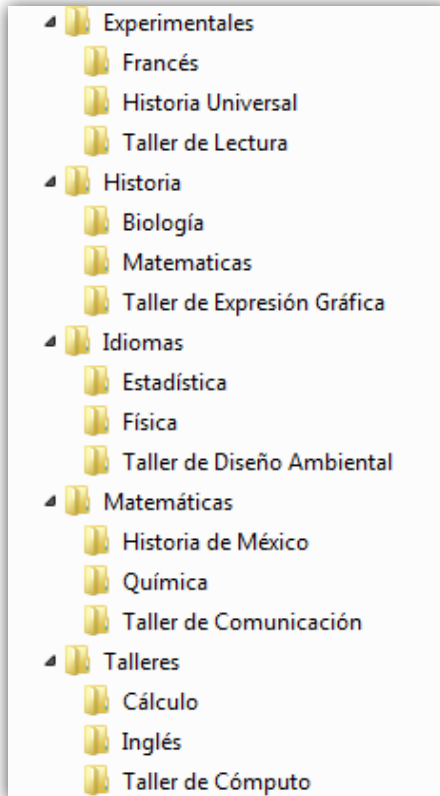 Experimentales
Francés
Historia Universal
Taller de Lectura
Historia
Biología
Matematicas
Taller de Expresión Gráfica
Idiomas
Estadística
Física
Taller de Diseño Ambiental
Matemáticas
Historia de México
Química
Taller de Comunicación
Talleres
Cálculo
Inglés
Taller de Cómputo